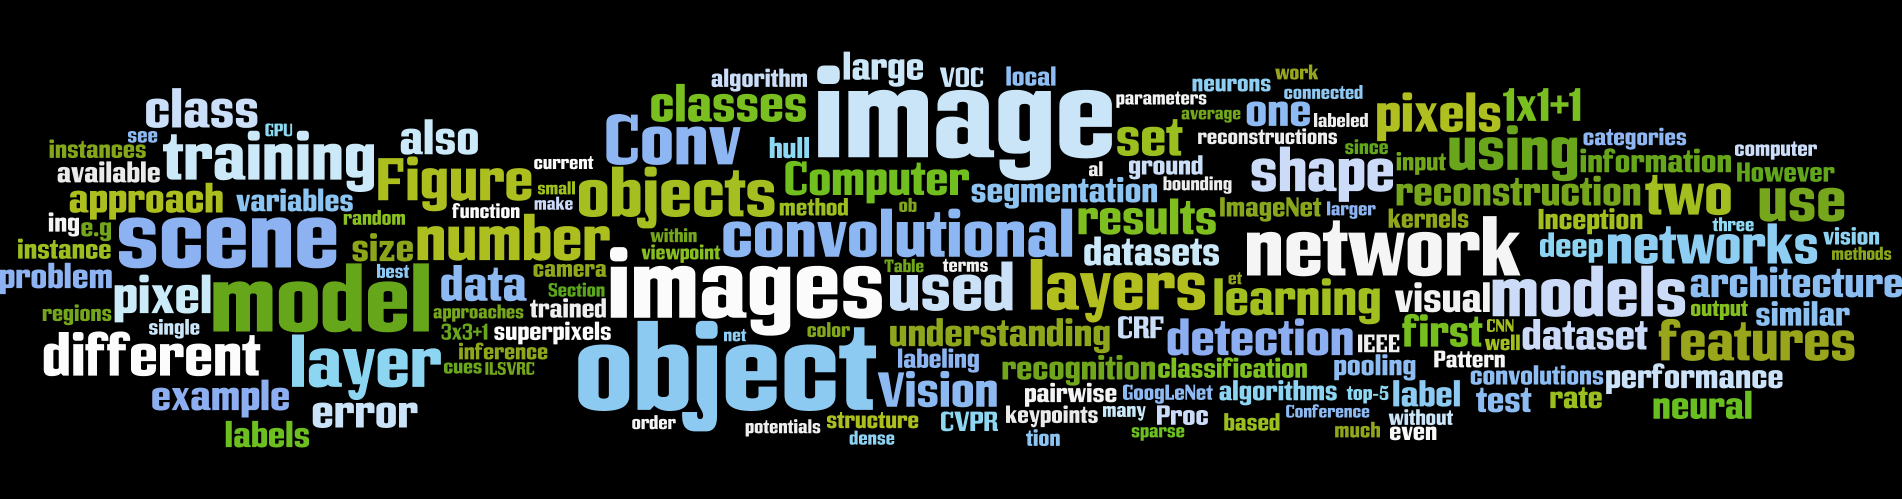 large
VOC
local
algorithm
image
neurons
work
connected
class
classes
parameters
average
one
labeled
pixels
1x1+1
see
GPU
also
Conv
hull
set
reconstructions
since
categories
instances
training
current
al
ground
shape
input
using
information
computer
available
Figure
small
objects
Computer
segmentation
bounding
reconstruction
two
However
approach
variables
make
method
ob
ImageNet
larger
kernels
Inception
use
ing
e.g
random
function
results
three
scene
size
number
within
viewpoint
convolutional
datasets
network
deep
networks
vision
methods
instance
problem
best
data
camera
images
Table
terms
used
layers
et
learning
visual
models
architecture
pixel
model
Section
approaches
trained
output
similar
regions
single
3x3+1
superpixels
object
net
color
understanding
CRF
detection
IEEE
first
CNN
well
dataset
features
different
layer
inference
cues
ILSVRC
labeling
recognition
classification
pooling
Pattern
convolutions
performance
example
error
Vision
pairwise
GoogLeNet
algorithms
top-5
label
test
rate
neural
labels
order
potentials
structure
dense
CVPR
keypoints
many
Proc
tion
sparse
based
Conference
much
without
even